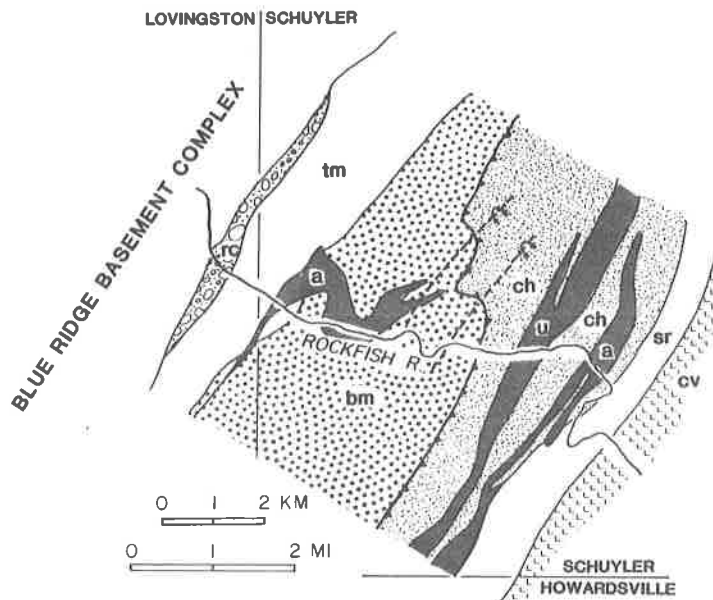 LOVINGSTON SCHUYLER
BLUE RIDGE BASEMENT COMPLEX
tm
rc
a
ch
ch
u
a
sr
cv
ROCKFISH R.
bm
0 1 2 KM
0 1 2 MI
SCHUYLER
HOWARDSVILLE